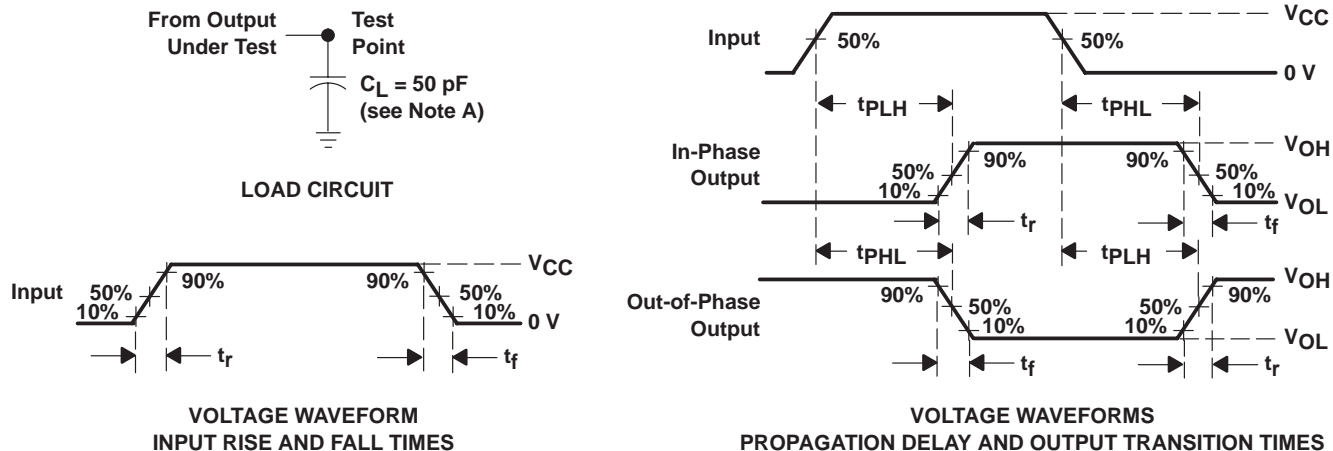 From Output
Under Test
Test
Point
CL = 50 pF
(see Note A)
LOAD CIRCUIT
Input
50%
10%
90%
90%
50%
10%
VCC
0 V
tr
tf
VOLTAGE WAVEFORM
INPUT RISE AND FALL TIMES
Input
50%
50%
VCC
0 V
tPLH
tPHL
In-Phase
Output
50%
10%
90%
90%
50%
10%
VOH
VOL
tr
tf
tPHL
tPLH
Out-of-Phase
Output
90%
50%
10%
50%
10%
90%
VOH
VOL
tf
tr
VOLTAGE WAVEFORMS
PROPAGATION DELAY AND OUTPUT TRANSITION TIMES